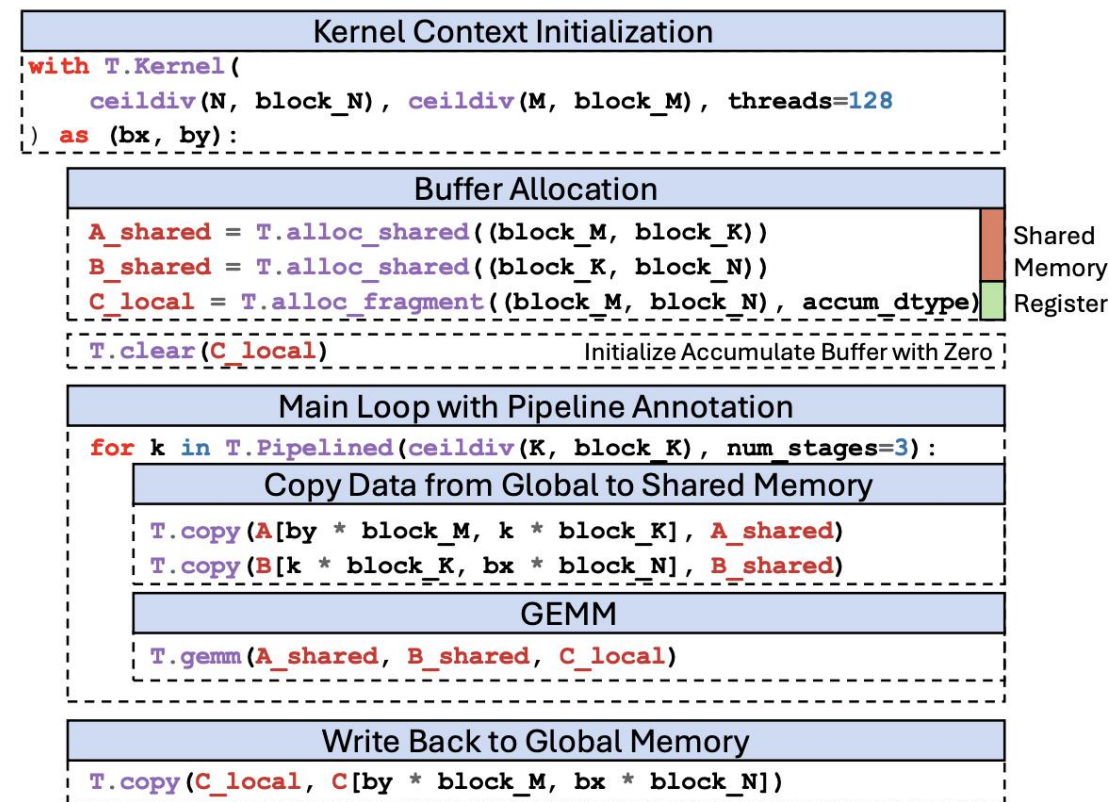 Kernel Context Initialization
with T.Kernel(
    ceildiv(N, block_N), ceildiv(M, block_M), threads=128
) as (bx, by):
Buffer Allocation
A_shared = T.alloc_shared((block_M, block_K))
B_shared = T.alloc_shared((block_K, block_N))
C_local = T.alloc_fragment((block_M, block_N), accum_dtype)
Shared
Memory
Register
T.clear(C_local)
Initialize Accumulate Buffer with Zero
Main Loop with Pipeline Annotation
for k in T.Pipelined(ceildiv(K, block_K), num_stages=3):
Copy Data from Global to Shared Memory
T.copy(A[by * block_M, k * block_K], A_shared)
T.copy(B[k * block_K, bx * block_N], B_shared)
GEMM
T.gemm(A_shared, B_shared, C_local)
Write Back to Global Memory
T.copy(C_local, C[by * block_M, bx * block_N])